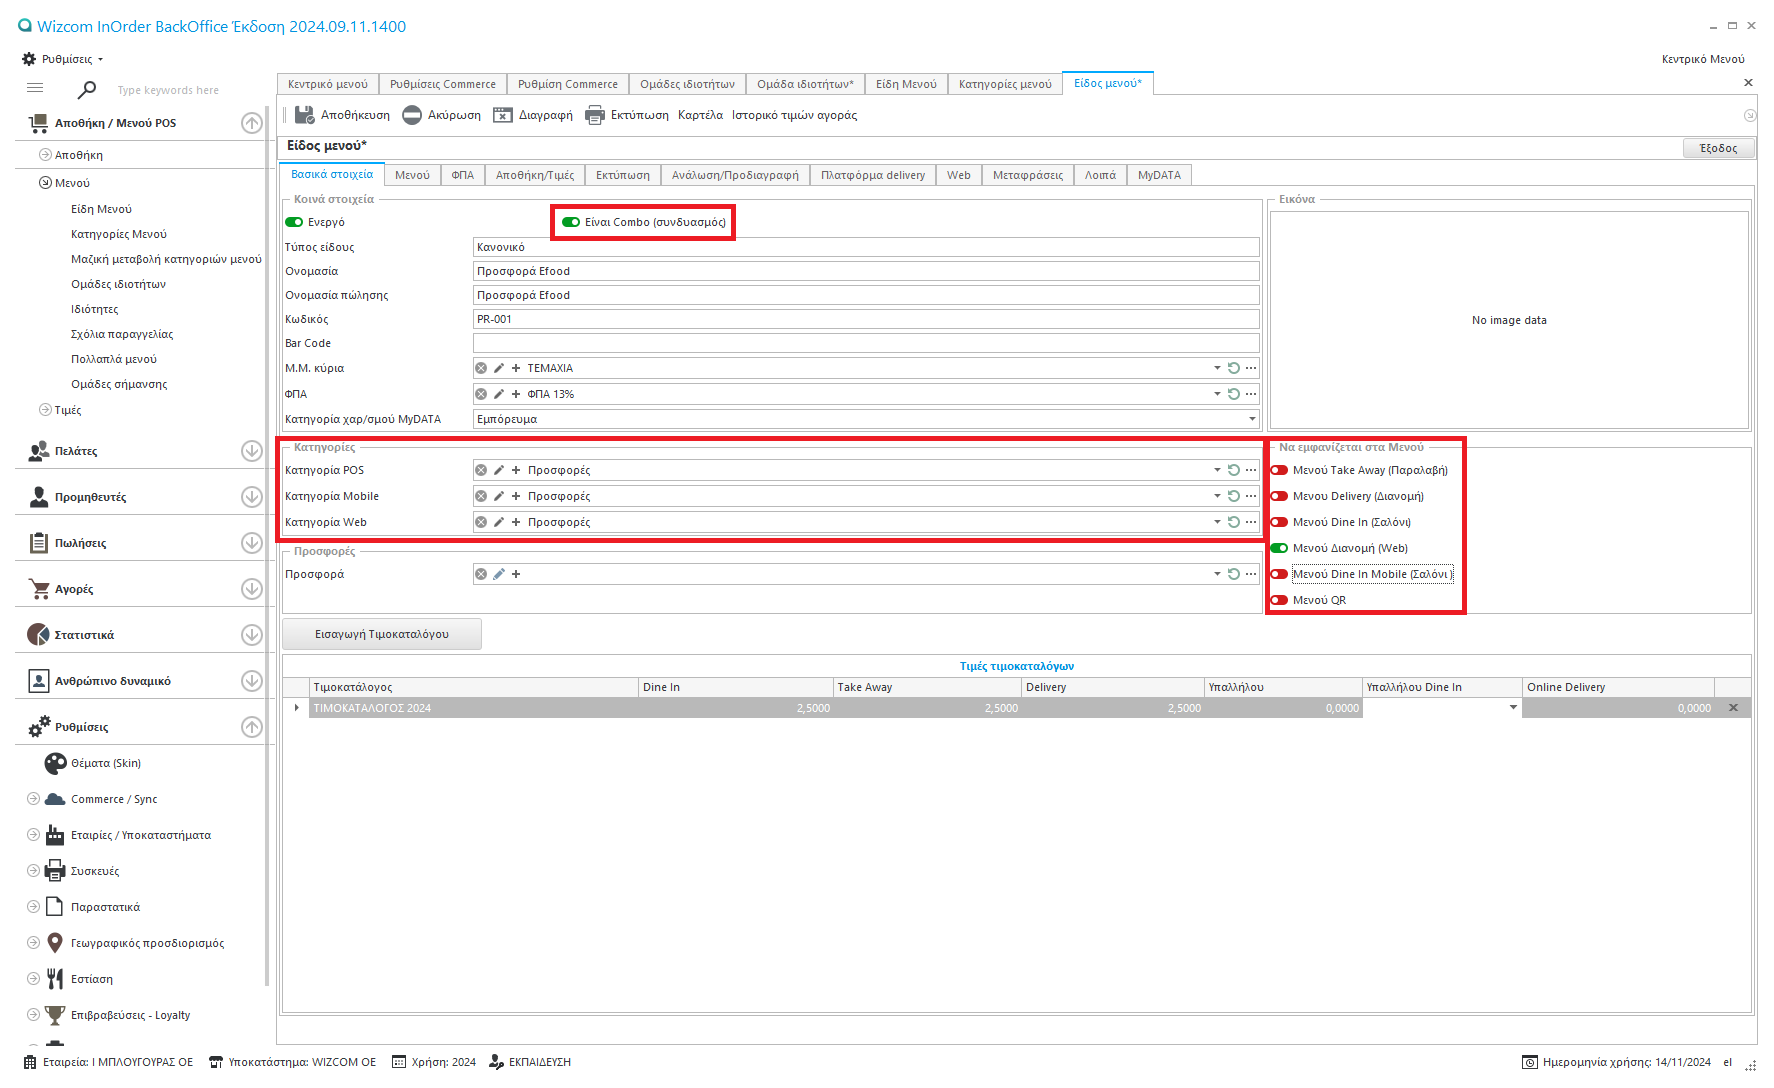 Wizcom InOrder BackOffice Έκδοση 2024.09.11.1400
Ρυθμίσεις
Κεντρικό Μενού
Type keywords here
Κεντρικό μενού Ρυθμίσεις Commerce Ρυθμίση Commerce Ομάδες ιδιοτήτων Ομάδα ιδιοτήτων* Είδη Μενού Κατηγορίες μενού Είδος μενού*
Αποθήκευση Ακύρωση Διαγραφή Εκτύπωση Καρτέλα Ιστορικό τιμών αγοράς
Είδος μενού*
Έξοδος
Βασικά στοιχεία Μενού ΦΠΑ Αποθήκη/Τιμές Εκτύπωση Ανάλωση/Προδιαγραφή Πλατφόρμα delivery Web Μεταφράσεις Λοιπά MyDATA
Αποθήκη / Μενού POS
Αποθήκη
Μενού
Είδη Μενού
Κατηγορίες Μενού
Μαζική μεταβολή κατηγοριών μενού
Ομάδες ιδιοτήτων
Ιδιότητες
Σχόλια παραγγελίας
Πολλαπλά μενού
Ομάδες σήμανσης
Τιμές
Πελάτες
Προμηθευτές
Πωλήσεις
Αγορές
Στατιστικά
Ανθρώπινο δυναμικό
Ρυθμίσεις
Θέματα (Skin)
Commerce / Sync
Εταιρίες / Υποκαταστήματα
Συσκευές
Παραστατικά
Γεωγραφικός προσδιορισμός
Εστίαση
Επιβραβεύσεις - Loyalty
Κοινά στοιχεία
Ενεργό
Είναι Combo (συνδυασμός)
Τύπος είδους Κανονικό
Ονομασία Προσφορά Efood
Ονομασία πώλησης Προσφορά Efood
Κωδικός PR-001
Bar Code
Μ.Μ. κύρια ΤΕΜΑΧΙΑ
ΦΠΑ ΦΠΑ 13%
Κατηγορία χαρ/σμού MyDATA Εμπόρευμα
Εικόνα
No image data
Κατηγορίες
Κατηγορία POS Προσφορές
Κατηγορία Mobile Προσφορές
Κατηγορία Web Προσφορές
Να εμφανίζεται στα Μενού
Μενού Take Away (Παραλαβή)
Μενου Delivery (Διανομή)
Μενού Dine In (Σαλόνι)
Μενού Διανομή (Web)
Μενού Dine In Mobile (Σαλόνι )
Μενού QR
Προσφορές
Προσφορά
Εισαγωγή Τιμοκαταλόγου
Τιμές τιμοκαταλόγων
Τιμοκατάλογος Dine In Take Away Delivery Υπαλλήλου Υπαλλήλου Dine In Online Delivery
ΤΙΜΟΚΑΤΑΛΟΓΟΣ 2024 2,5000 2,5000 2,5000 0,0000 0,0000
Εταιρεία: Ι ΜΠΛΟΥΓΟΥΡΑΣ ΟΕ Υποκατάστημα: WIZCOM ΟΕ Χρήση: 2024 ΕΚΠΑΙΔΕΥΣΗ
Ημερομηνία χρήσης: 14/11/2024 el